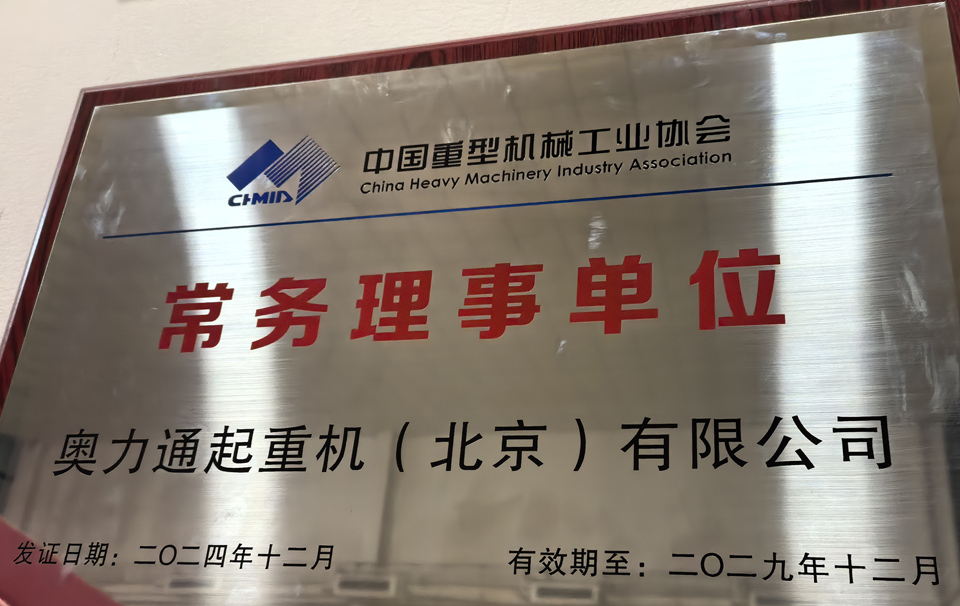 中国重型机械工业协会
China Heavy Machinery Industry Association
CHMIA
常务理事单位
奥力通起重机（北京）有限公司
发证日期：二〇二四年十二月
有效期至：二〇二九年十二月